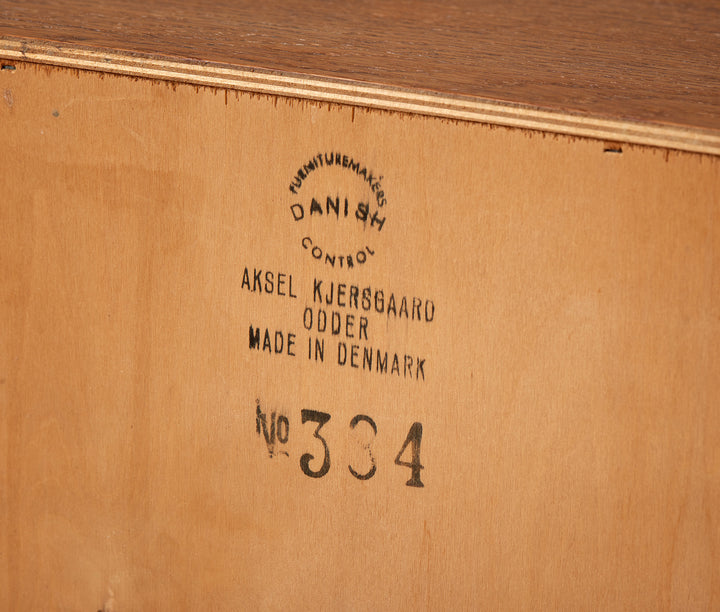 FURNITUREMAKERS
DANISH
CONTROL
AKSEL KJERSGAARD
ODDER
MADE IN DENMARK
No 334